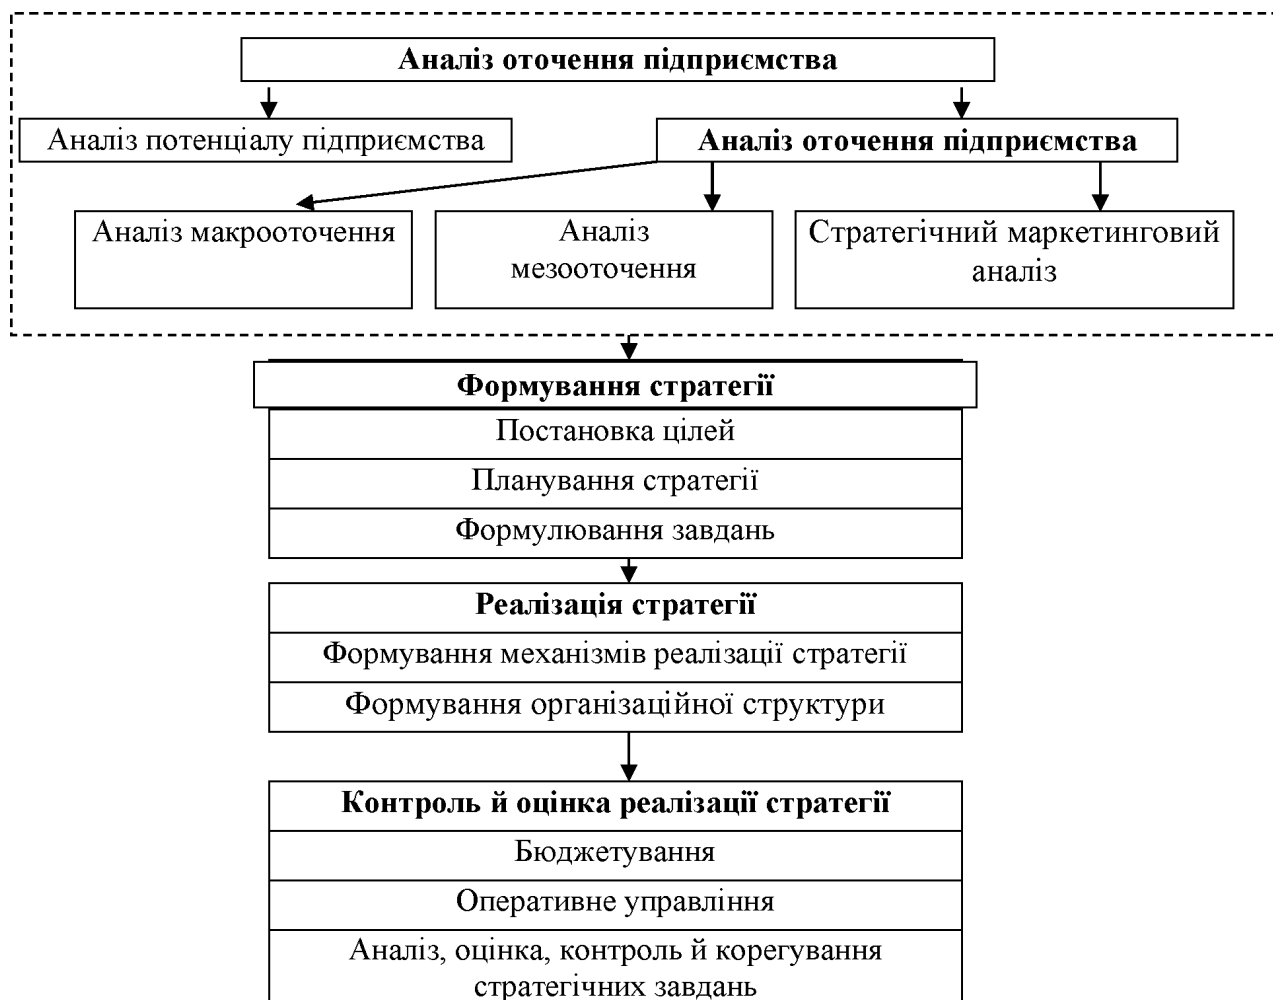 Аналіз оточення підприємства
Аналіз потенціалу підприємства
Аналіз оточення підприємства
Аналіз макрооточення
Аналіз
мезооточення
Стратегічний маркетинговий
аналіз
Формування стратегії
Постановка цілей
Планування стратегії
Формулювання завдань
Реалізація стратегії
Формування механізмів реалізації стратегії
Формування організаційної структури
Контроль й оцінка реалізації стратегії
Бюджетування
Оперативне управління
Аналіз, оцінка, контроль й корегування
стратегічних завдань